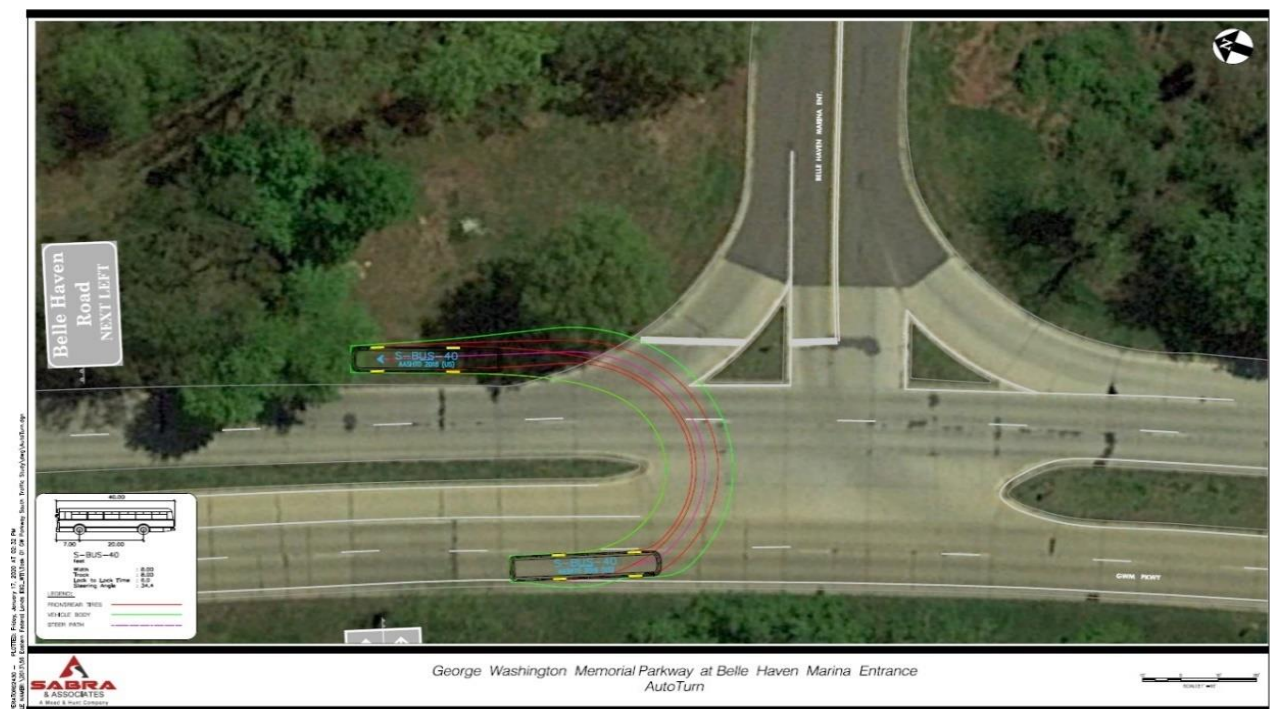 N
BELLE HAVEN MARINA ENT.
Belle Haven
Road
NEXT LEFT
S-BUS-40
S-BUS-40
GWM PKWY
40.00
7.00
20.00
S-BUS-40
feet
Width : 8.00
Track : 8.00
Lock to Lock Time : 6.0
Steering Angle : 34.4
LEGEND:
FRONT/REAR TIRES
VEHICLE BODY
STEER PATH
SABRA
& ASSOCIATES
A Mead & Hunt Company
George Washington Memorial Parkway at Belle Haven Marina Entrance
AutoTurn